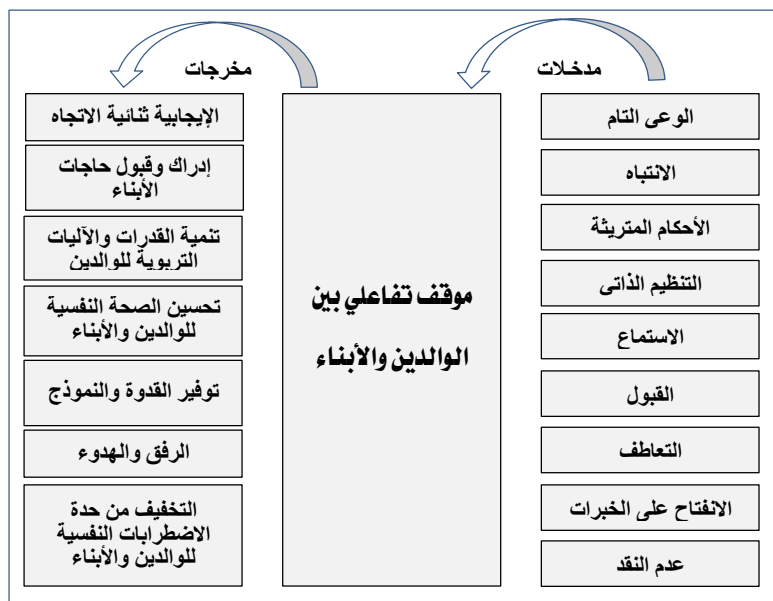 مدخلات
الوعى التام
الانتباه
الأحكام المتريثة
التنظيم الذاتى
الاستماع
القبول
التعاطف
الانفتاح على الخبرات
عدم النقد
موقف تفاعلي بين
الوالدين والأبناء
مخرجات
الإيجابية ثنائية الاتجاه
إدراك وقبول حاجات
الأبناء
تنمية القدرات والآليات
التربوية للوالدين
تحسين الصحة النفسية
للوالدين والأبناء
توفير القدوة والنموذج
الرفق والهدوء
التخفيف من حدة
الاضطرابات النفسية
للوالدين والأبناء